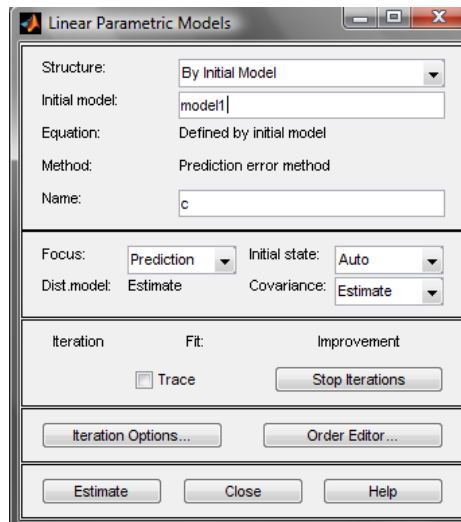 Linear Parametric Models
Structure: By Initial Model
Initial model: model1
Equation: Defined by initial model
Method: Prediction error method
Name: c
Focus: Prediction Initial state: Auto
Dist.model: Estimate Covariance: Estimate
Iteration Fit: Improvement
Trace Stop Iterations
Iteration Options... Order Editor...
Estimate Close Help